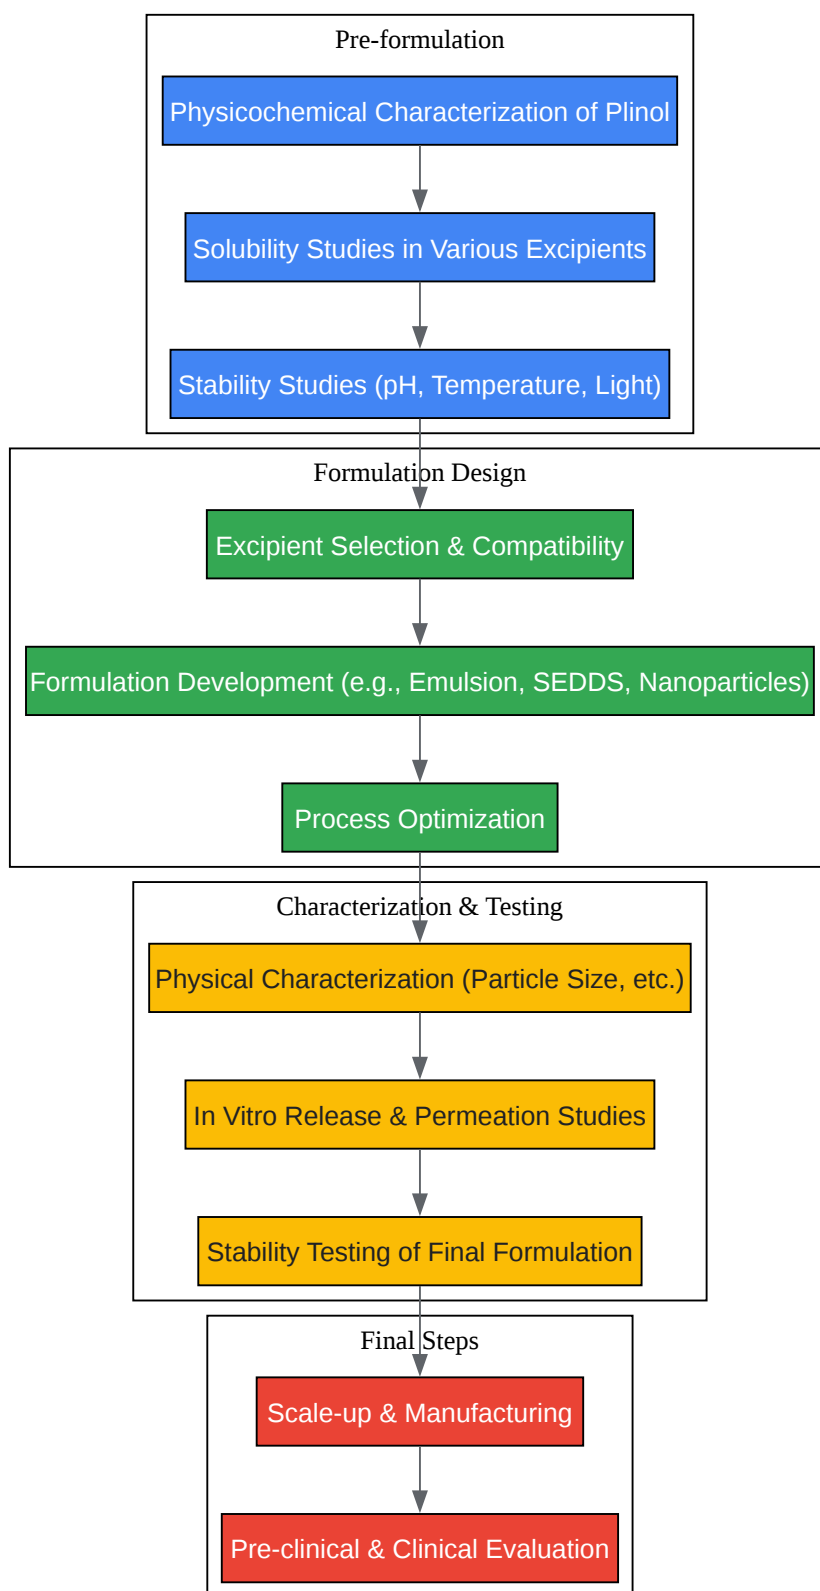 Pre-formulation
Physicochemical Characterization of Plinol
Solubility Studies in Various Excipients
Stability Studies (pH, Temperature, Light)
Formulation Design
Excipient Selection & Compatibility
Formulation Development (e.g., Emulsion, SEDDS, Nanoparticles)
Process Optimization
Characterization & Testing
Physical Characterization (Particle Size, etc.)
In Vitro Release & Permeation Studies
Stability Testing of Final Formulation
Final Steps
Scale-up & Manufacturing
Pre-clinical & Clinical Evaluation